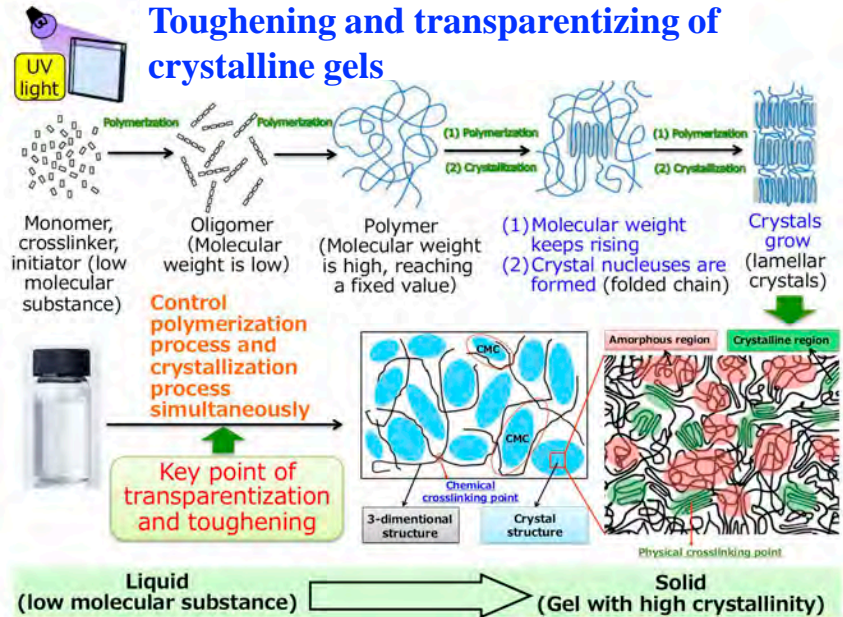 Toughening and transparentizing of
crystalline gels
UV
light
Polymerization
Polymerization
(1) Polymerization
(2) Crystallization
(1) Polymerization
(2) Crystallization
Monomer,
crosslinker,
initiator (low
molecular
substance)
Oligomer
(Molecular
weight is low)
Polymer
(Molecular weight
is high, reaching
a fixed value)
(1) Molecular weight
keeps rising
(2) Crystal nucleuses are
formed (folded chain)
Crystals
grow
(lamellar
crystals)
Control
polymerization
process and
crystallization
process
simultaneously
Key point of
transparentization
and toughening
CMC
CMC
Chemical
crosslinking point
3-dimentional
structure
Crystal
structure
Amorphous region
Crystalline region
Physical crosslinking point
Liquid
(low molecular substance)
Solid
(Gel with high crystallinity)